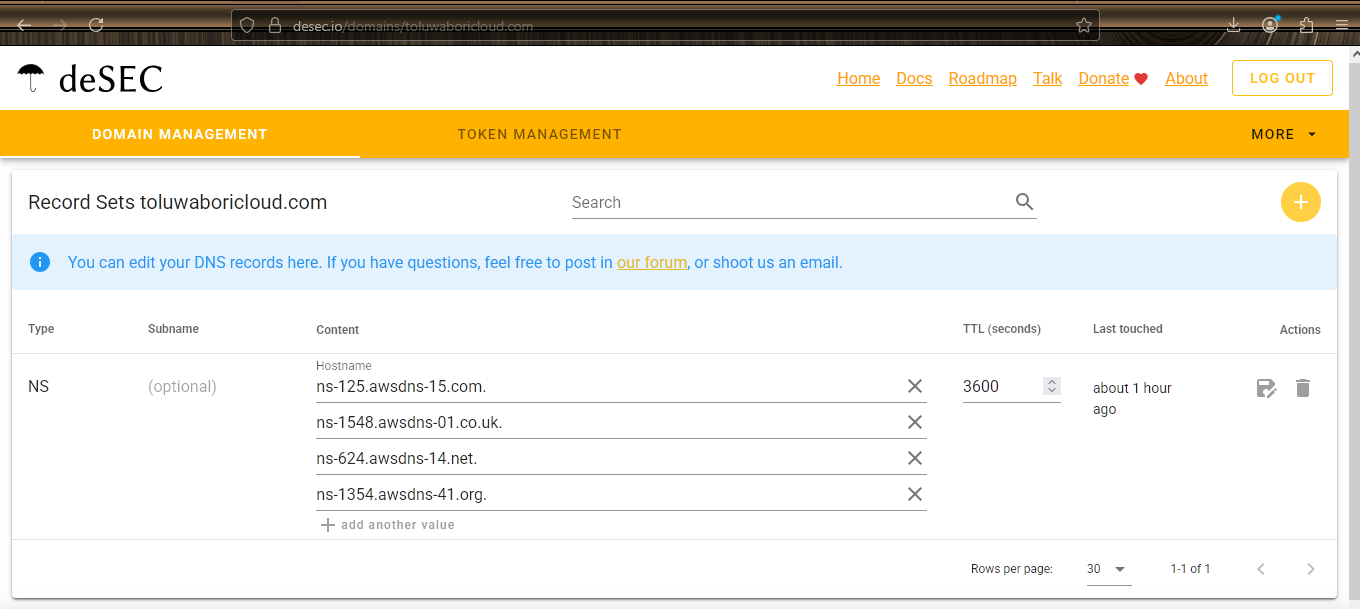 desec.io/domains/toluwaboricloud.com
deSEC
Home Docs Roadmap Talk Donate About LOG OUT
DOMAIN MANAGEMENT TOKEN MANAGEMENT MORE
Record Sets toluwaboricloud.com Search
You can edit your DNS records here. If you have questions, feel free to post in our forum, or shoot us an email.
Type Subname Content TTL (seconds) Last touched Actions
Hostname
NS (optional) ns-125.awsdns-15.com. 3600 about 1 hour
ago
ns-1548.awsdns-01.co.uk.
ns-624.awsdns-14.net.
ns-1354.awsdns-41.org.
add another value
Rows per page: 30 1-1 of 1